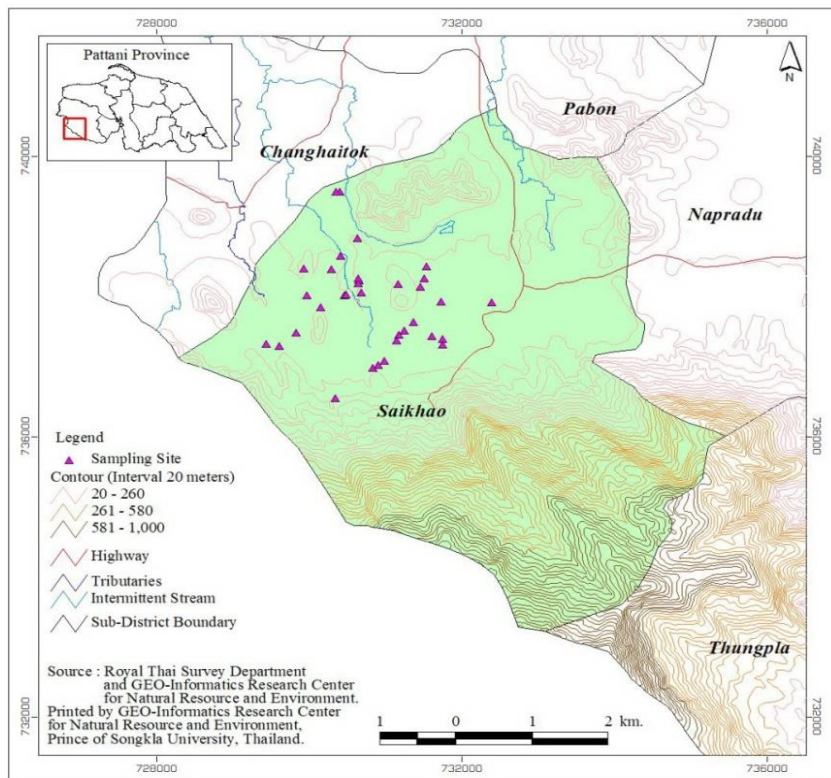 728000
732000
736000
Pattani Province
N
Pabon
Changhaitok
740000
740000
Napradu
Saikhao
736000
736000
Legend
Sampling Site
Contour (Interval 20 meters)
20 - 260
261 - 580
581 - 1,000
Highway
Tributaries
Intermittent Stream
Sub-District Boundary
Thungpla
Source : Royal Thai Survey Department
and GEO-Informatics Research Center
for Natural Resource and Environment.
Printed by GEO-Informatics Research Center
for Natural Resource and Environment,
Prince of Songkla University, Thailand.
1 0 1 2 km.
732000
732000
728000
732000
736000